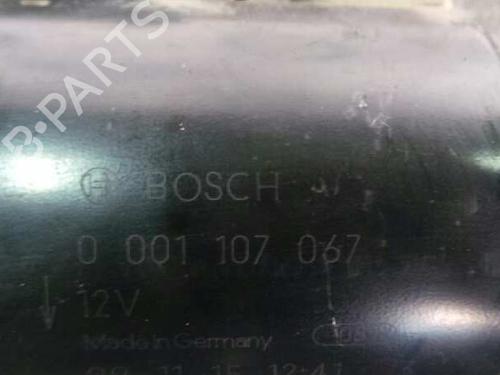 B-PARTS
BOSCH
0 001 107 067
12V
Made in Germany